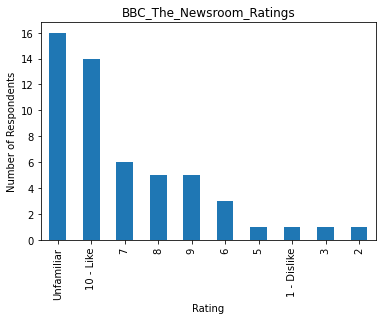 BBC_The_Newsroom_Ratings
16
14
12
10
8
6
4
2
0
Number of Respondents
Unfamiliar
10 - Like
7
8
9
6
5
1 - Dislike
3
2
Rating